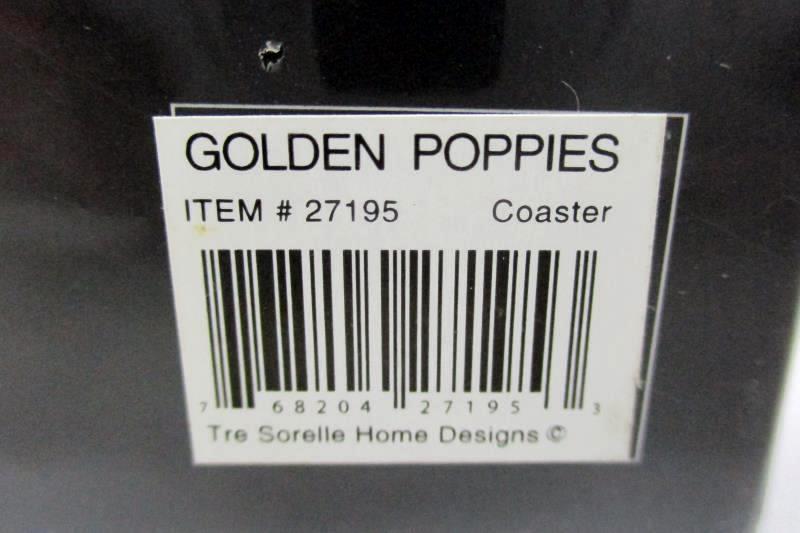 GOLDEN POPPIES
ITEM # 27195 Coaster
7 68204 27195 3
Tre Sorelle Home Designs ©